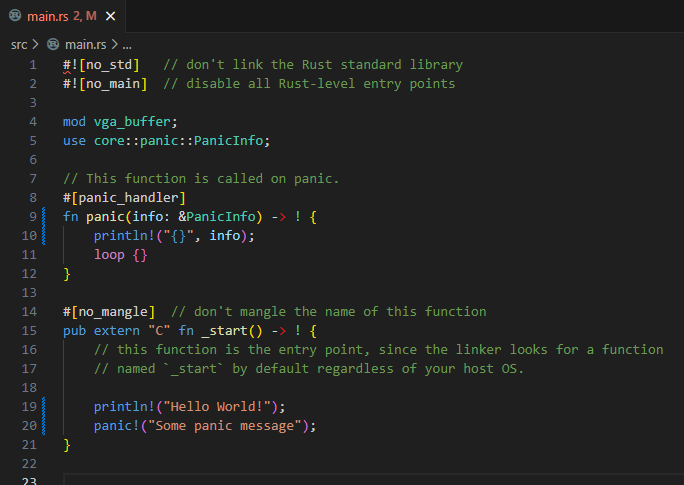 main.rs 2, M
src > main.rs > ...
1 #![no_std]   // don't link the Rust standard library
2 #![no_main]  // disable all Rust-level entry points
3
4 mod vga_buffer;
5 use core::panic::PanicInfo;
6
7 // This function is called on panic.
8 #[panic_handler]
9 fn panic(info: &PanicInfo) -> ! {
10     println!("{}", info);
11     loop {}
12 }
13
14 #[no_mangle]  // don't mangle the name of this function
15 pub extern "C" fn _start() -> ! {
16     // this function is the entry point, since the linker looks for a function
17     // named `_start` by default regardless of your host OS.
18
19     println!("Hello World!");
20     panic!("Some panic message");
21 }
22
23